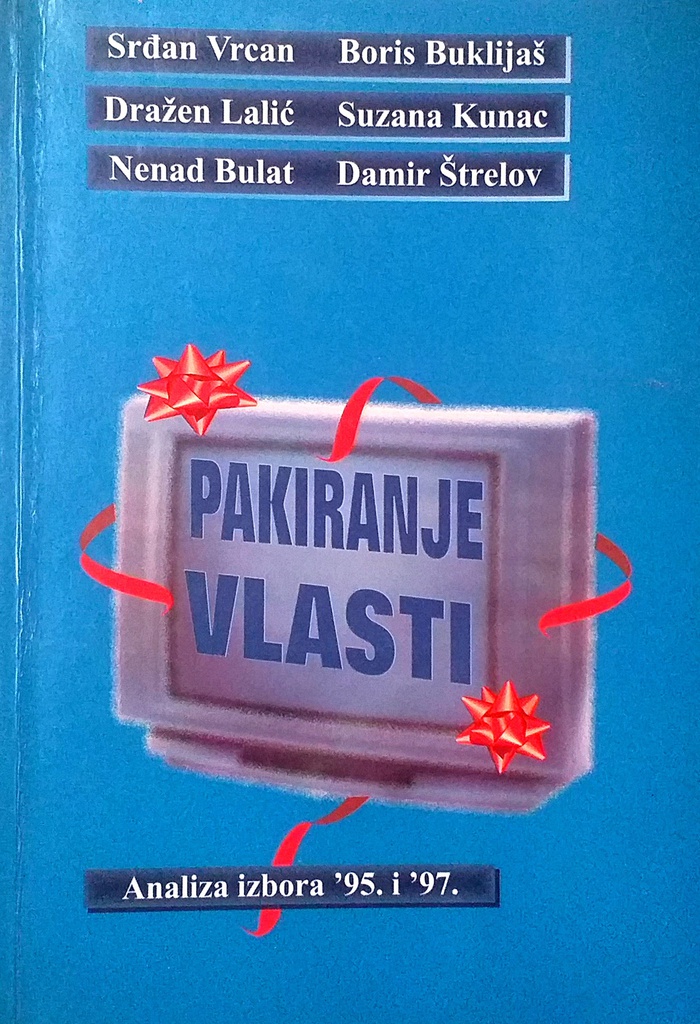 Srđan Vrcan Boris Buklijaš
Dražen Lalić Suzana Kunac
Nenad Bulat Damir Štrelov
PAKIRANJE
VLASTI
Analiza izbora ’95. i ’97.